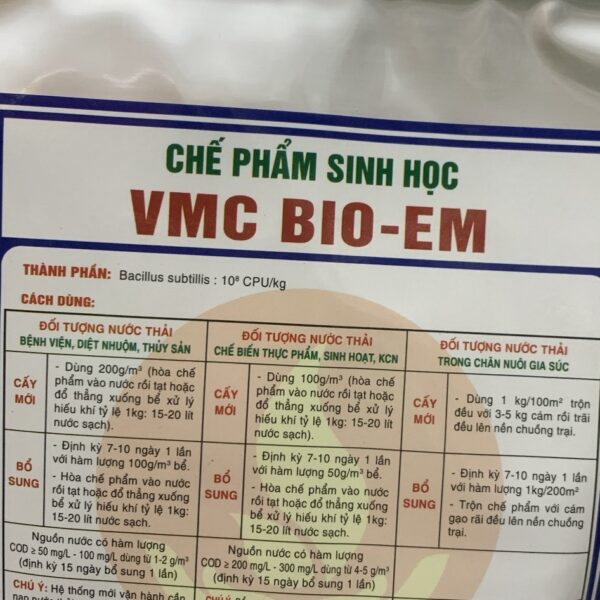 CHẾ PHẨM SINH HỌC
VMC BIO-EM
THÀNH PHẦN: Bacillus subtillis : 10⁸ CPU/kg
CÁCH DÙNG:
ĐỐI TƯỢNG NƯỚC THẢI
BỆNH VIỆN, DIỆT NHUỘM, THỦY SẢN
CẤY
MỚI
- Dùng 200g/m³ (hòa chế
phẩm vào nước rồi tạt hoặc
đổ thẳng xuống bể xử lý
hiếu khí tỷ lệ 1kg: 15-20 lít
nước sạch).
BỔ
SUNG
- Định kỳ 7-10 ngày 1 lần
với hàm lượng 100g/m³ bể.
- Hòa chế phẩm vào nước
rồi tạt hoặc đổ thẳng xuống
bể xử lý hiếu khí tỷ lệ 1kg:
15-20 lít nước sạch.
Nguồn nước có hàm lượng
COD ≥ 50 mg/L - 100 mg/L dùng từ 1-2 g/m³
(định kỳ 15 ngày bổ sung 1 lần)
CHÚ Ý: Hệ thống mới vận hành cần
ĐỐI TƯỢNG NƯỚC THẢI
CHẾ BIẾN THỰC PHẨM, SINH HOẠT, KCN
CẤY
MỚI
- Dùng 100g/m³ (hòa chế
phẩm vào nước rồi tạt hoặc
đổ thẳng xuống bể xử lý
hiếu khí tỷ lệ 1kg: 15-20 lít
nước sạch).
BỔ
SUNG
- Định kỳ 7-10 ngày 1 lần
với hàm lượng 50g/m³ bể.
- Hòa chế phẩm vào nước
rồi tạt hoặc đổ thẳng xuống
bể xử lý hiếu khí tỷ lệ 1kg:
15-20 lít nước sạch.
Nguồn nước có hàm lượng
COD ≥ 200 mg/L - 300 mg/L dùng từ 4-5 g/m³
(định kỳ 15 ngày bổ sung 1 lần)
CHÚ Ý:
ĐỐI TƯỢNG NƯỚC THẢI
TRONG CHĂN NUÔI GIA SÚC
CẤY
MỚI
- Dùng 1 kg/100m² trộn
đều với 3-5 kg cám rồi trãi
đều lên nền chuồng trại.
BỔ
SUNG
- Định kỳ 7-10 ngày 1 lần
với hàm lượng 1kg/200m²
- Trộn chế phẩm với cám
gạo rãi đều lên nền chuồng
trại.